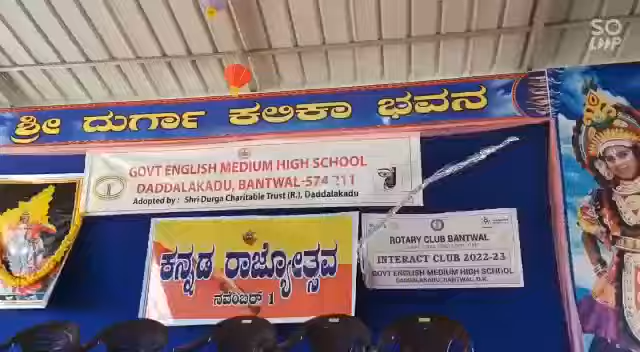 SO
LOOP
ಶ್ರೀ ದುರ್ಗಾ ಕಲಿಕಾ ಭವನ
GOVT ENGLISH MEDIUM HIGH SCHOOL
DADDALAKADU, BANTWAL-574 211
Adopted by : Shri Durga Charitable Trust (R.), Daddalakadu
ಕನ್ನಡ ರಾಜ್ಯೋತ್ಸವ
ನವೆಂಬರ್ 1
ROTARY CLUB BANTWAL
INTERACT CLUB 2022-23
GOVT ENGLISH MEDIUM HIGH SCHOOL
DADDALAKADU, BANTWAL, D.K.